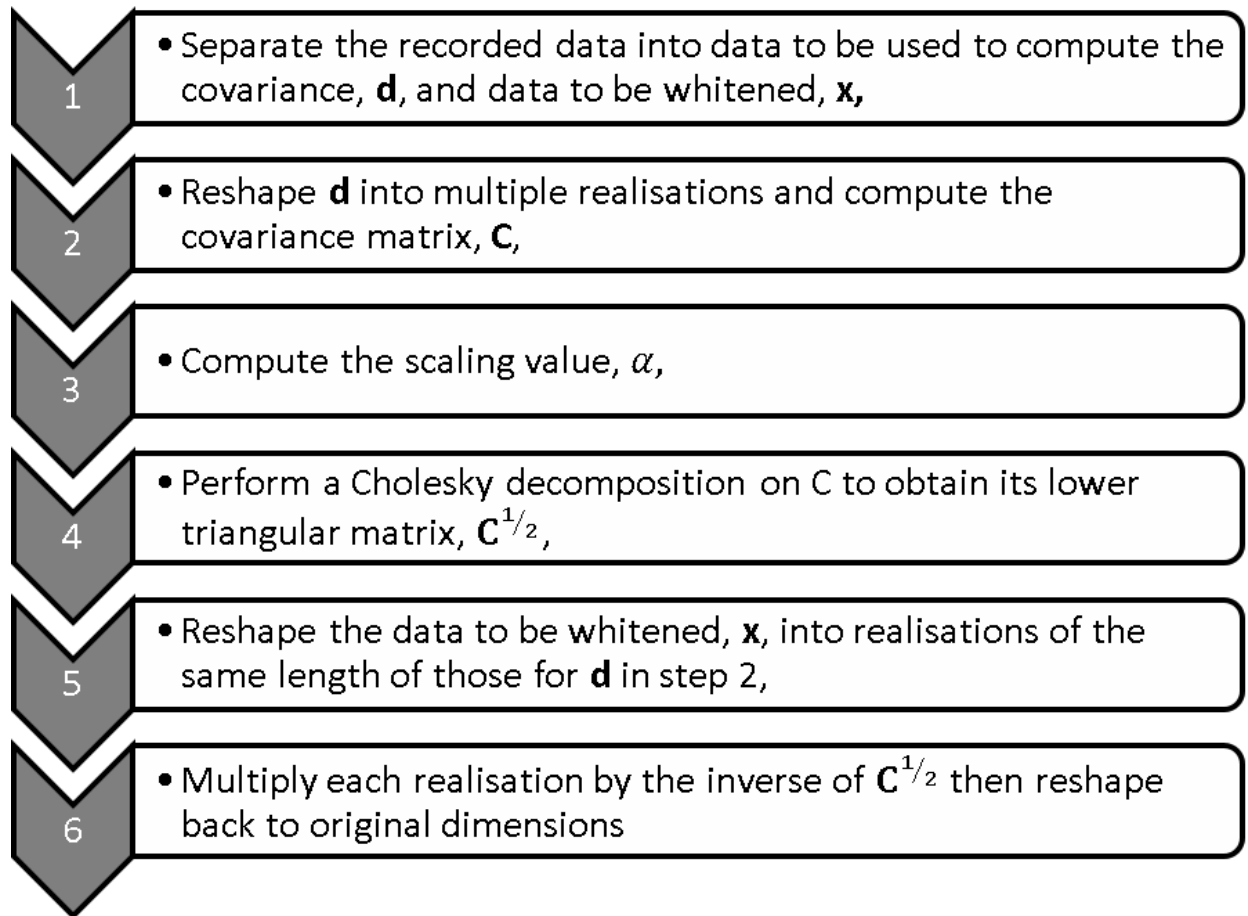 1
• Separate the recorded data into data to be used to compute the
covariance, d, and data to be whitened, x,
2
• Reshape d into multiple realisations and compute the
covariance matrix, C,
3
• Compute the scaling value, α,
4
• Perform a Cholesky decomposition on C to obtain its lower
triangular matrix, C^1/2,
5
• Reshape the data to be whitened, x, into realisations of the
same length of those for d in step 2,
6
• Multiply each realisation by the inverse of C^1/2 then reshape
back to original dimensions